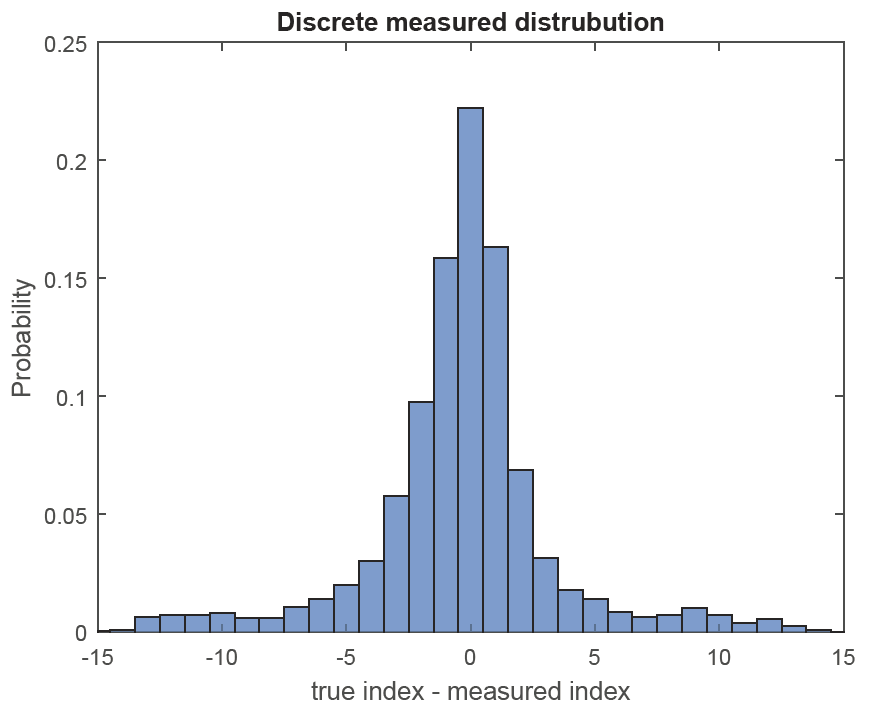 Discrete measured distrubution
0.25
0.2
0.15
0.1
0.05
0
Probability
-15 -10 -5 0 5 10 15
true index - measured index